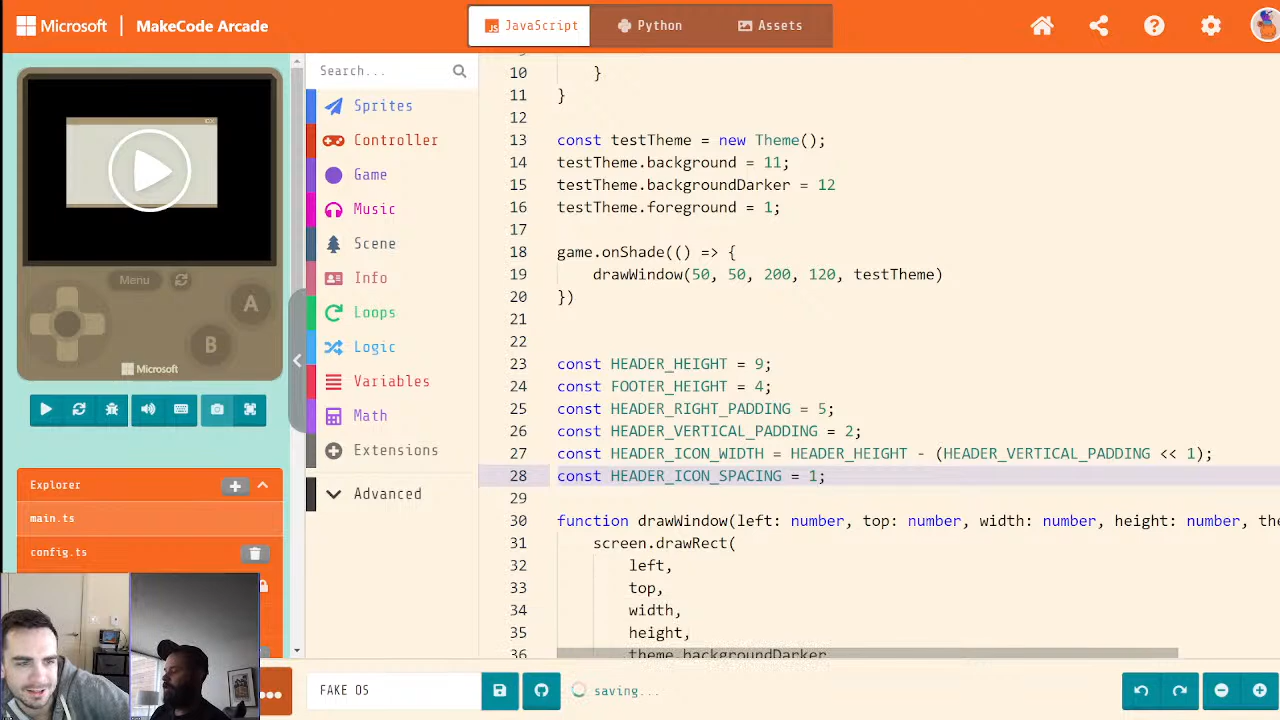 Microsoft
MakeCode Arcade
JavaScript
Python
Assets
Search...
Sprites
Controller
Game
Music
Scene
Info
Loops
Logic
Variables
Math
Extensions
Advanced
Menu
A
B
Microsoft
Explorer
main.ts
config.ts
10 }
11 }
12
13 const testTheme = new Theme();
14 testTheme.background = 11;
15 testTheme.backgroundDarker = 12
16 testTheme.foreground = 1;
17
18 game.onShade(() => {
19 drawWindow(50, 50, 200, 120, testTheme)
20 })
21
22
23 const HEADER_HEIGHT = 9;
24 const FOOTER_HEIGHT = 4;
25 const HEADER_RIGHT_PADDING = 5;
26 const HEADER_VERTICAL_PADDING = 2;
27 const HEADER_ICON_WIDTH = HEADER_HEIGHT - (HEADER_VERTICAL_PADDING << 1);
28 const HEADER_ICON_SPACING = 1;
29
30 function drawWindow(left: number, top: number, width: number, height: number, the
31 screen.drawRect(
32 left,
33 top,
34 width,
35 height,
36 theme.backgroundDarker
FAKE OS
saving...